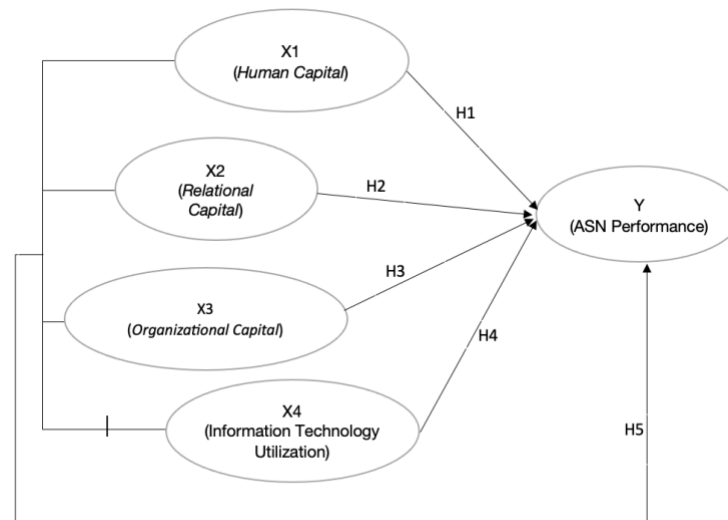 X1
(Human Capital)
H1
X2
(Relational
Capital)
H2
Y
(ASN Performance)
X3
(Organizational Capital)
H3
H4
X4
(Information Technology
Utilization)
H5